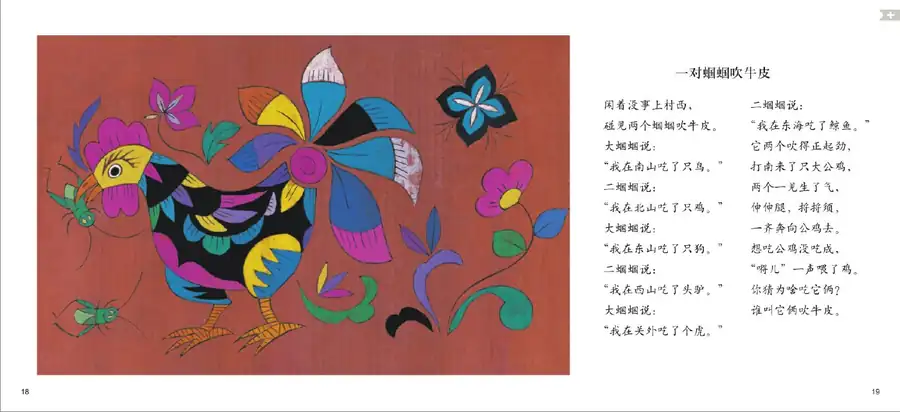 一对蝈蝈吹牛皮
闲着没事上村西，
碰见两个蝈蝈吹牛皮。
大蝈蝈说：
“我在南山吃了只鸟。”
二蝈蝈说：
“我在北山吃了只鸡。”
大蝈蝈说：
“我在东山吃了只狗。”
二蝈蝈说：
“我在西山吃了头驴。”
大蝈蝈说：
“我在关外吃了个虎。”
二蝈蝈说：
“我在东海吃了鲸鱼。”
它两个吹得正起劲，
打南来了只大公鸡，
两个一见生了气，
伸伸腿，捋捋须，
一齐奔向公鸡去。
想吃公鸡没吃成，
“嘚儿”一声喂了鸡。
你猜为啥吃它俩？
谁叫它俩吹牛皮。
18
19